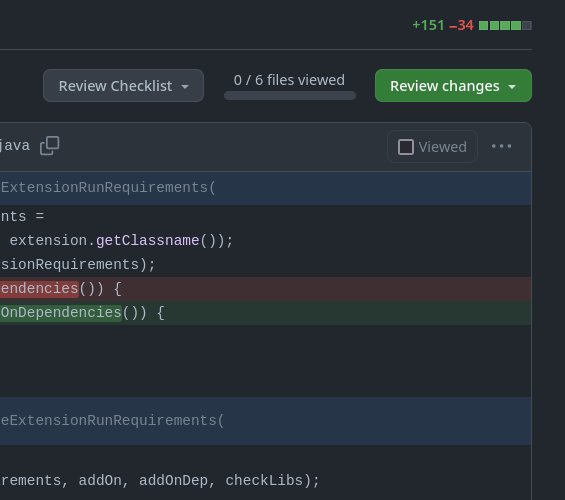 +151 −34
Review Checklist
0 / 6 files viewed
Review changes
java
Viewed
eExtensionRunRequirements(
nts =
extension.getClassname());
sionRequirements);
endencies()) {
OnDependencies()) {
eExtensionRunRequirements(
rements, addOn, addOnDep, checkLibs);